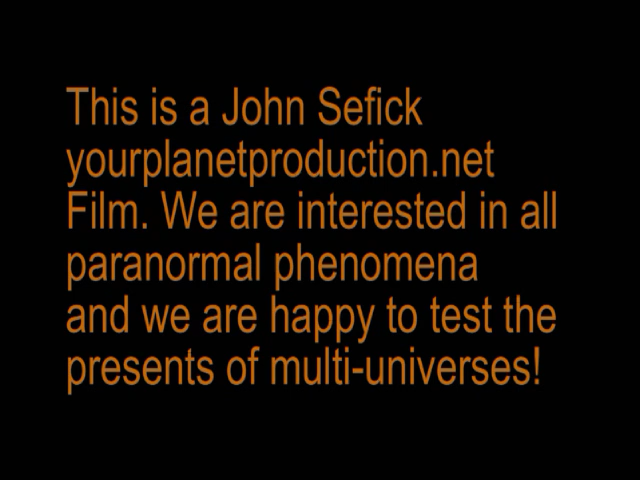 This is a John Sefick
yourplanetproduction.net
Film. We are interested in all
paranormal phenomena
and we are happy to test the
presents of multi-universes!